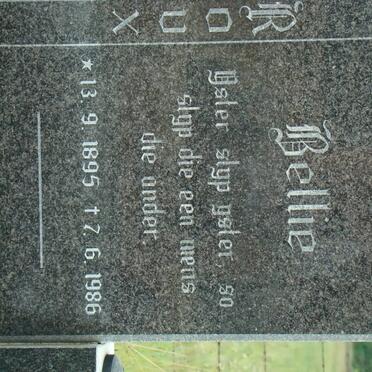 ROUX
Bellie
Yster slyp yster, so
slyp die een mens
die ander.
* 13.9.1895 † 7.6.1986